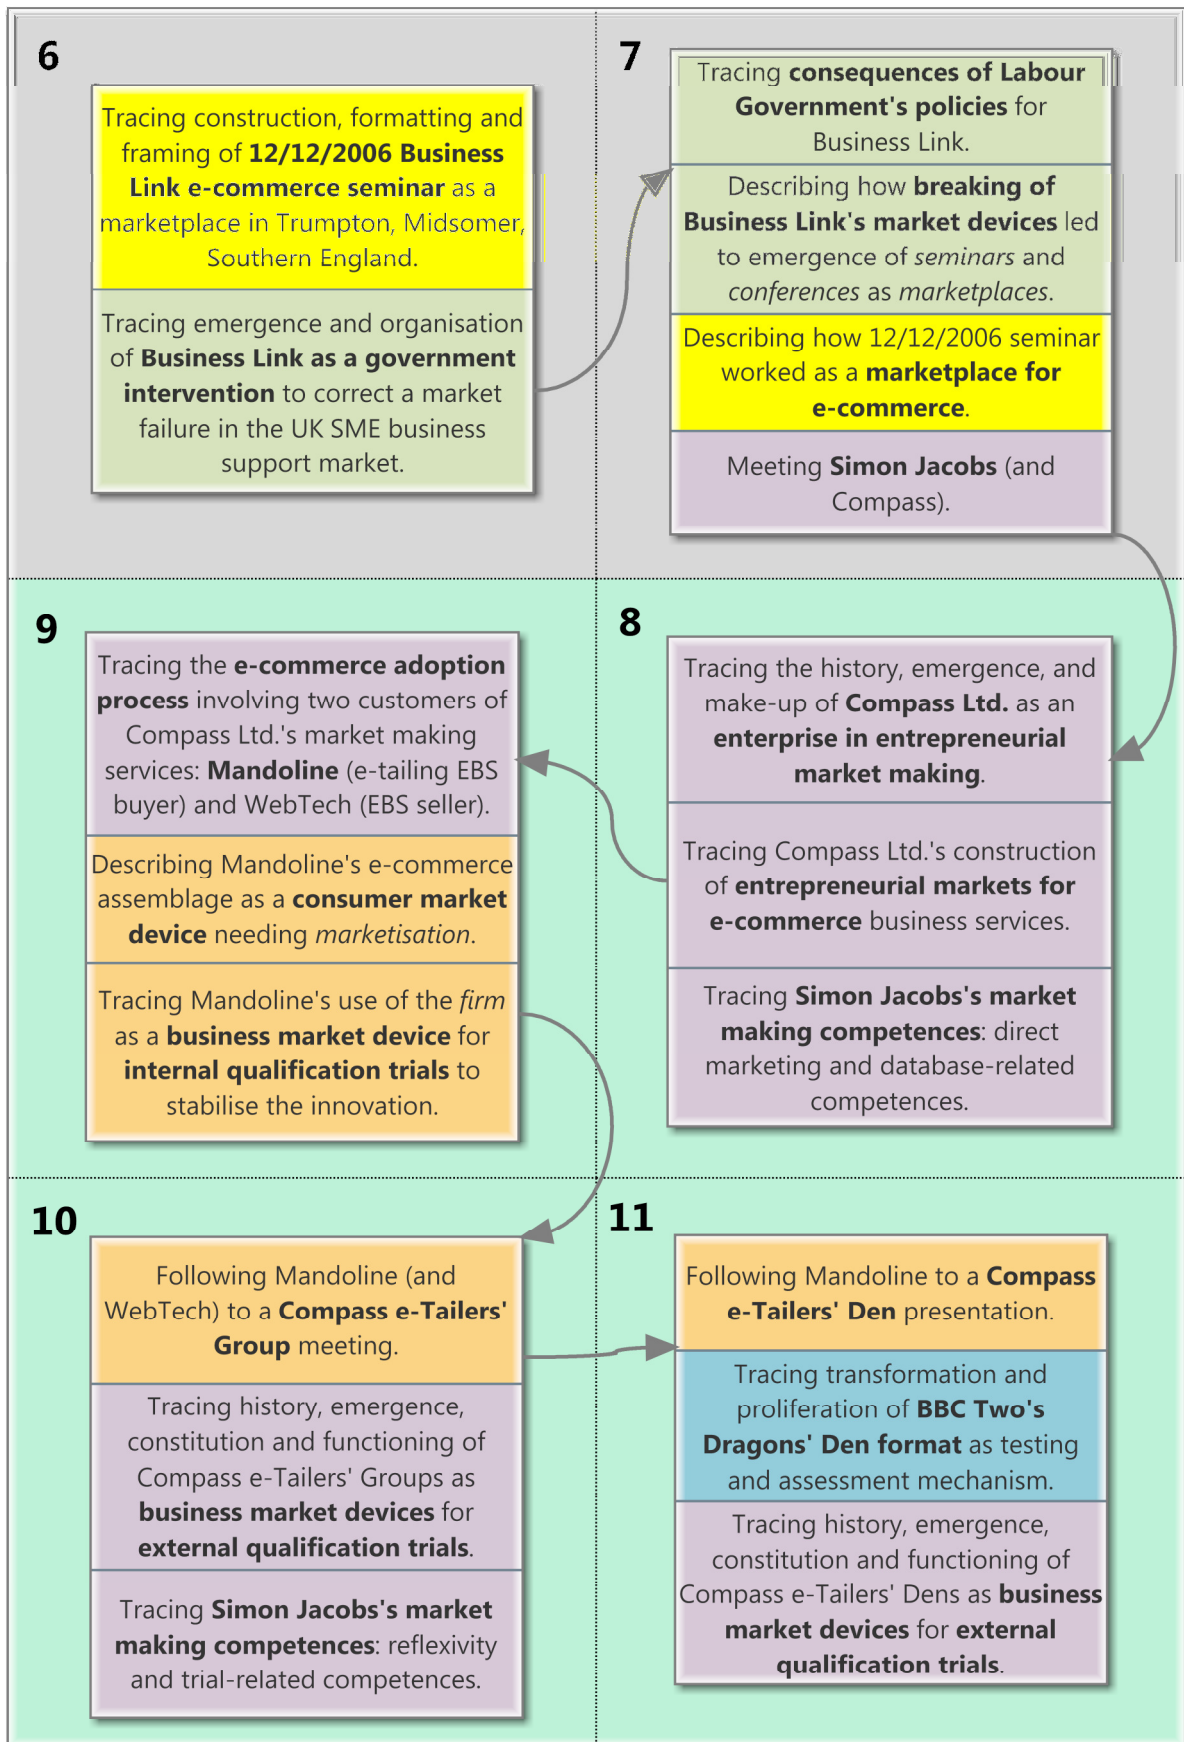 6
Tracing construction, formatting and
framing of 12/12/2006 Business
Link e-commerce seminar as a
marketplace in Trumpton, Midsomer,
Southern England.
Tracing emergence and organisation
of Business Link as a government
intervention to correct a market
failure in the UK SME business
support market.
7
Tracing consequences of Labour
Government's policies for
Business Link.
Describing how breaking of
Business Link's market devices led
to emergence of seminars and
conferences as marketplaces.
Describing how 12/12/2006 seminar
worked as a marketplace for
e-commerce.
Meeting Simon Jacobs (and
Compass).
9
Tracing the e-commerce adoption
process involving two customers of
Compass Ltd.'s market making
services: Mandoline (e-tailing EBS
buyer) and WebTech (EBS seller).
Describing Mandoline's e-commerce
assemblage as a consumer market
device needing marketisation.
Tracing Mandoline's use of the firm
as a business market device for
internal qualification trials to
stabilise the innovation.
8
Tracing the history, emergence, and
make-up of Compass Ltd. as an
enterprise in entrepreneurial
market making.
Tracing Compass Ltd.'s construction
of entrepreneurial markets for
e-commerce business services.
Tracing Simon Jacobs's market
making competences: direct
marketing and database-related
competences.
10
Following Mandoline (and
WebTech) to a Compass e-Tailers'
Group meeting.
Tracing history, emergence,
constitution and functioning of
Compass e-Tailers' Groups as
business market devices for
external qualification trials.
Tracing Simon Jacobs's market
making competences: reflexivity
and trial-related competences.
11
Following Mandoline to a Compass
e-Tailers' Den presentation.
Tracing transformation and
proliferation of BBC Two's
Dragons' Den format as testing
and assessment mechanism.
Tracing history, emergence,
constitution and functioning of
Compass e-Tailers' Dens as business
market devices for external
qualification trials.